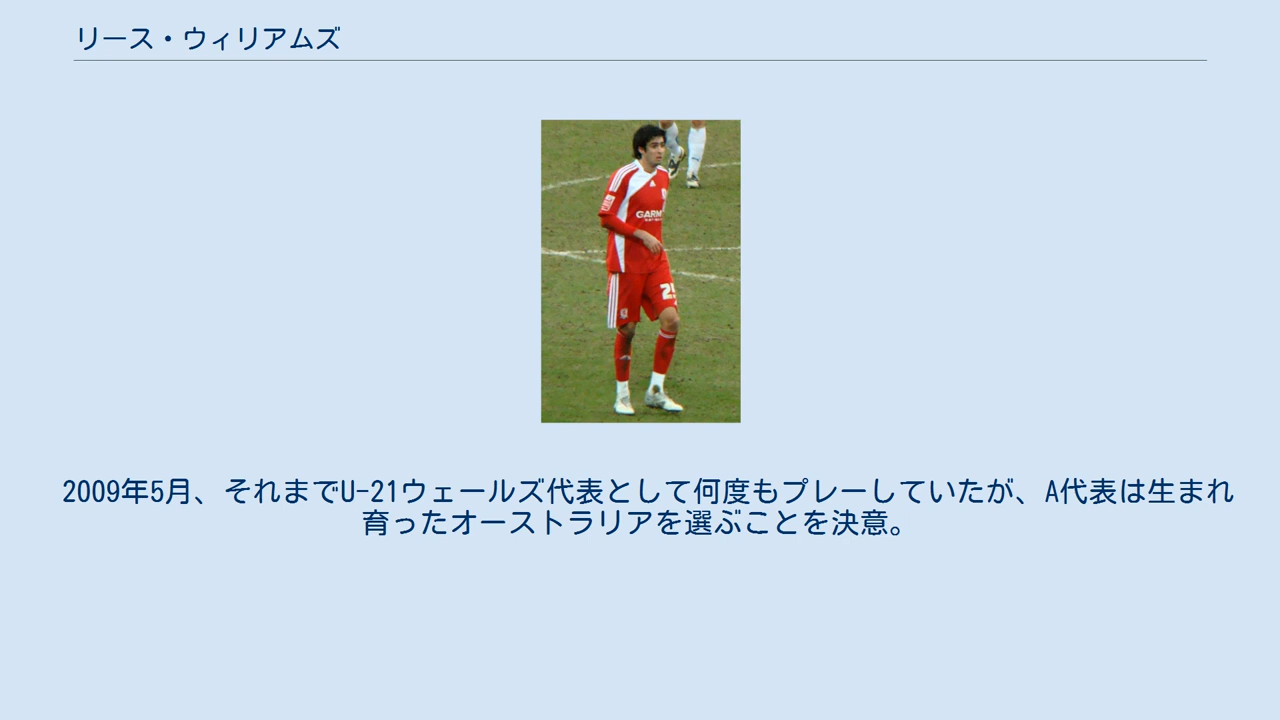 リース・ウィリアムズ
GARM
2009年5月、それまでU-21ウェールズ代表として何度もプレーしていたが、A代表は生まれ
育ったオーストラリアを選ぶことを決意。